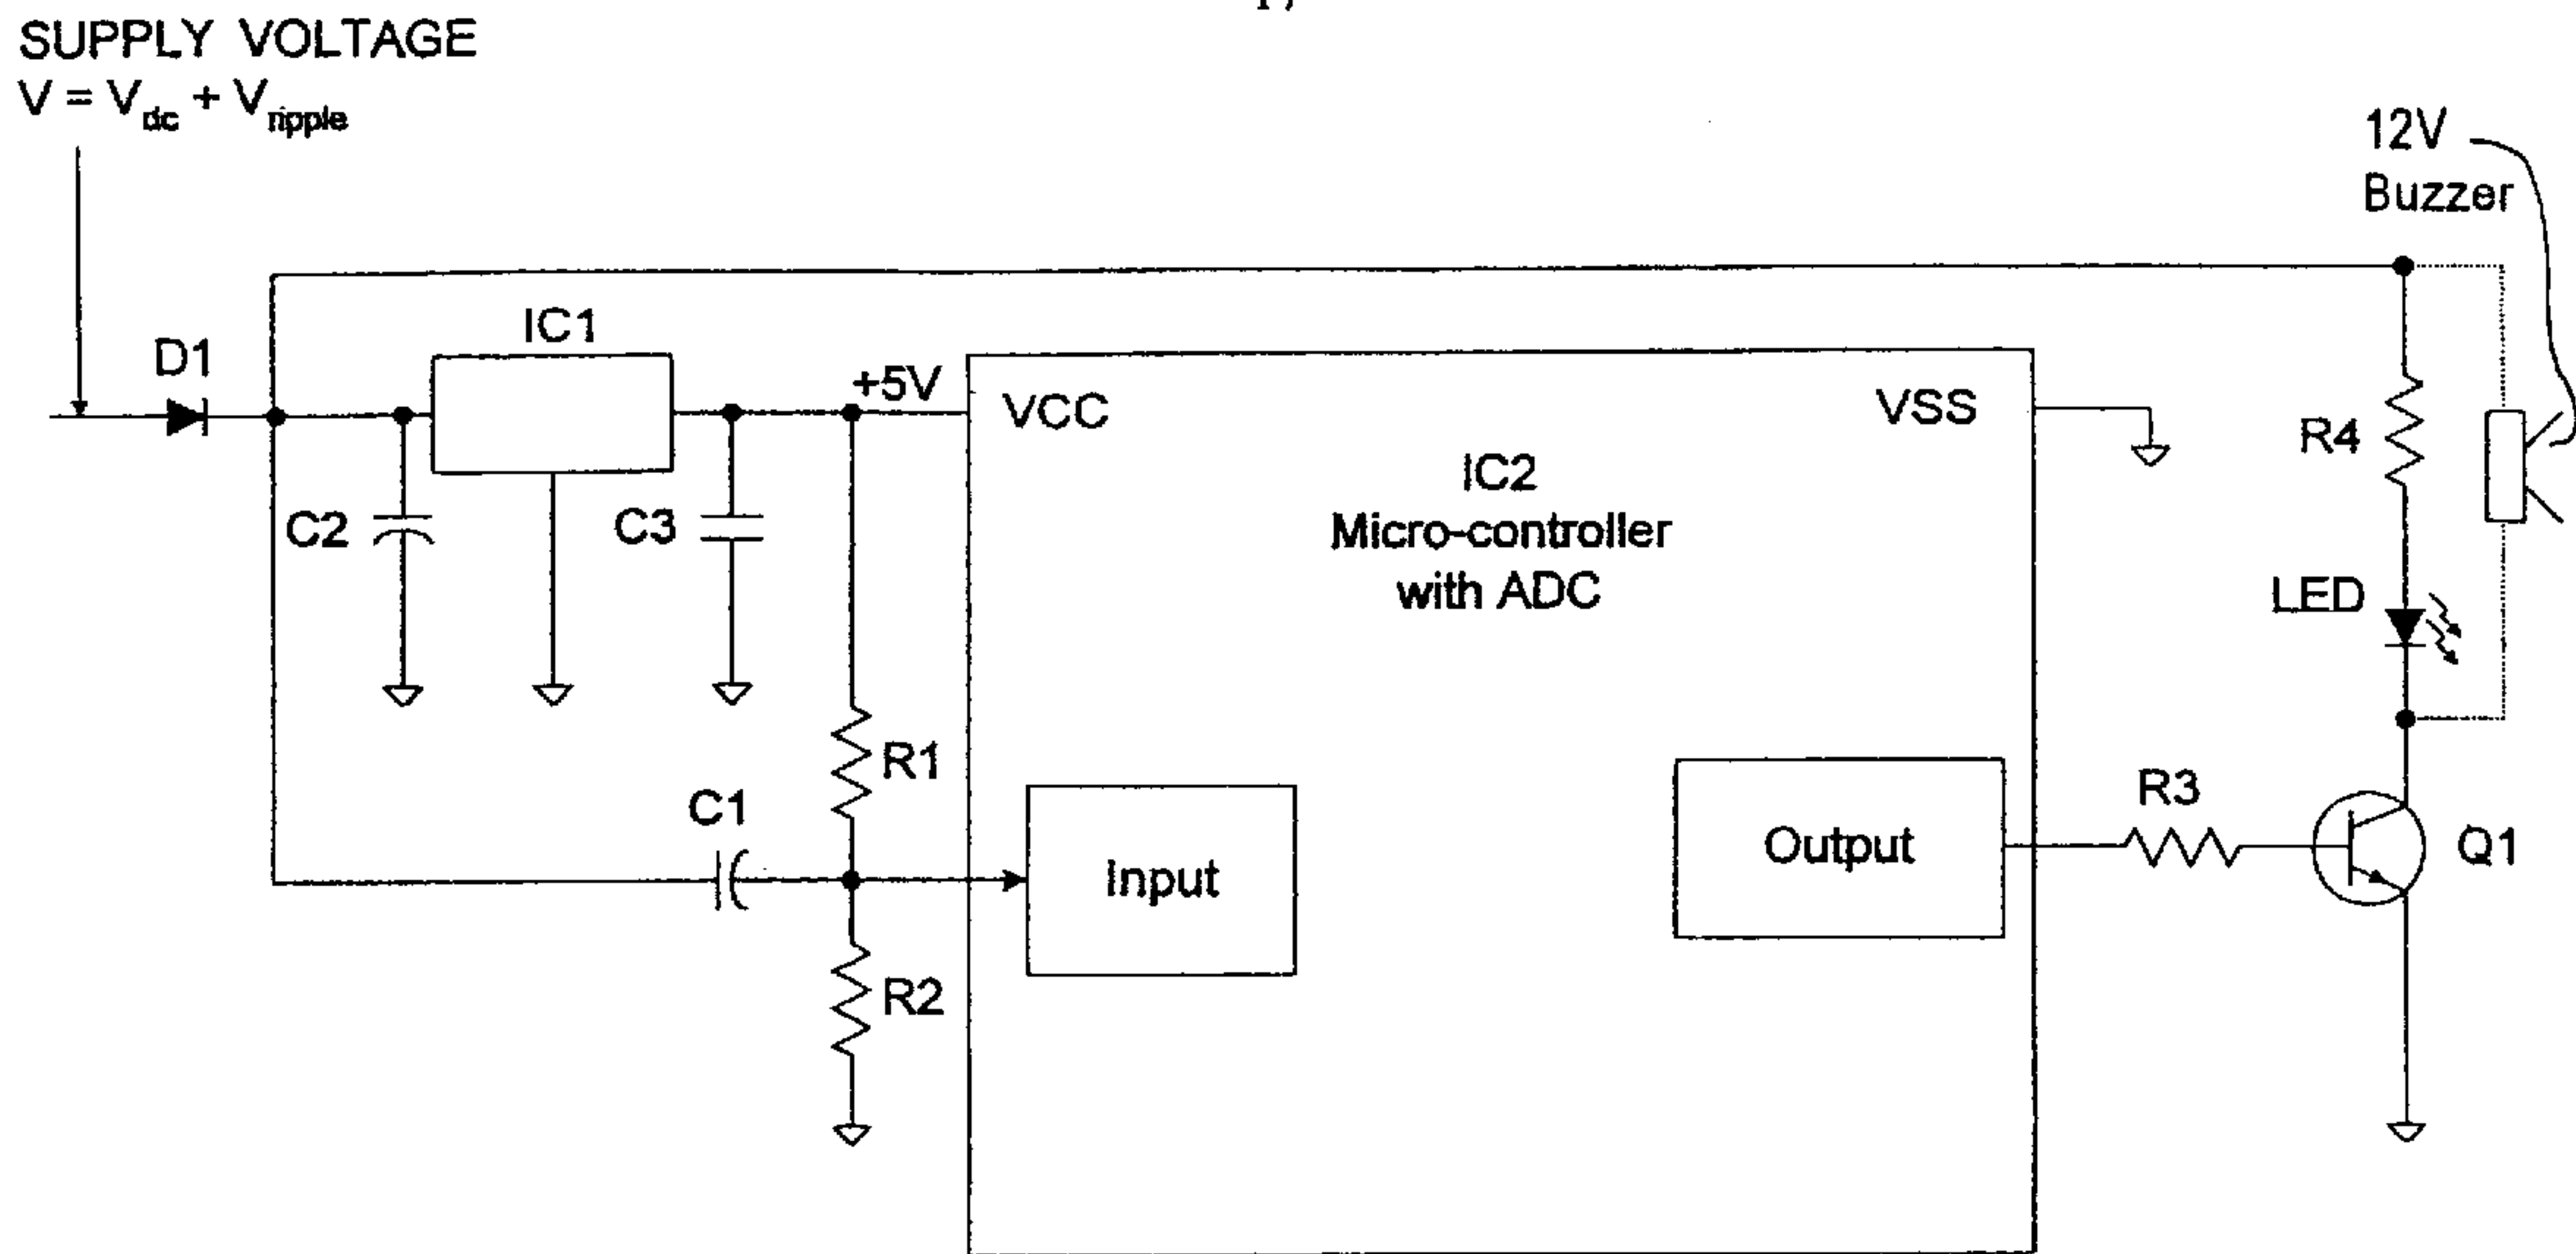 SUPPLY VOLTAGE
V = Vdc + Vripple
12V
Buzzer
IC1
D1
+5V
VCC
VSS
R4
IC2
Micro-controller
with ADC
C2
C3
LED
R1
C1
R3
Input
Output
Q1
R2